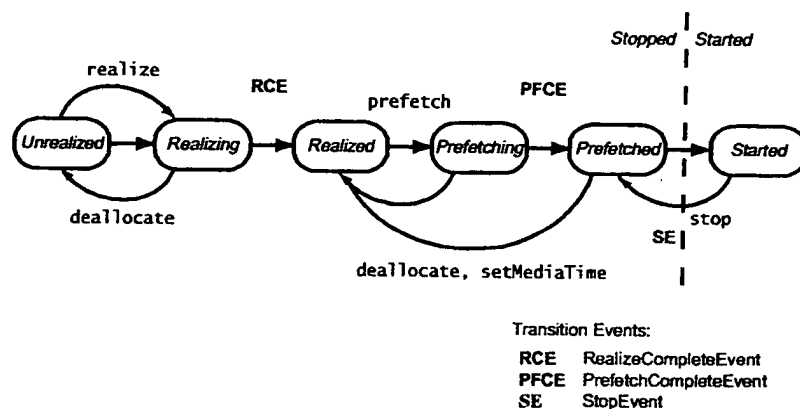 Stopped Started
realize
RCE
PFCE
prefetch
Unrealized Realizing Realized Prefetching Prefetched Started
deallocate
stop
SE
deallocate, setMediaTime
Transition Events:
RCE RealizeCompleteEvent
PFCE PrefetchCompleteEvent
SE StopEvent